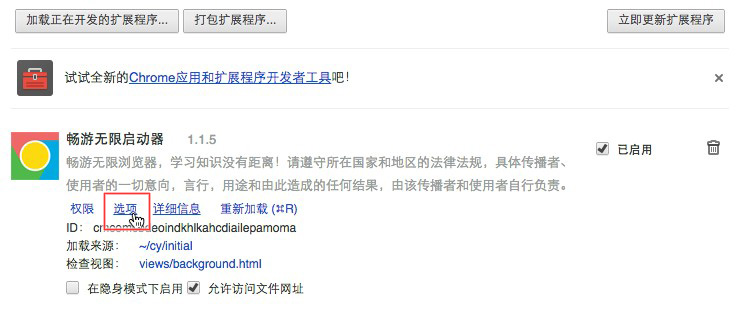 加载正在开发的扩展程序... 打包扩展程序... 立即更新扩展程序
试试全新的Chrome应用和扩展程序开发者工具吧！
畅游无限启动器 1.1.5
畅游无限浏览器，学习知识没有距离！请遵守所在国家和地区的法律法规，具体传播者、 已启用
使用者的一切意向，言行，用途和由此造成的任何结果，由该传播者和使用者自行负责。
权限 选项 详细信息 重新加载 (⌘R)
ID：
加载来源： ~/cy/initial
检查视图： views/background.html
在隐身模式下启用 允许访问文件网址